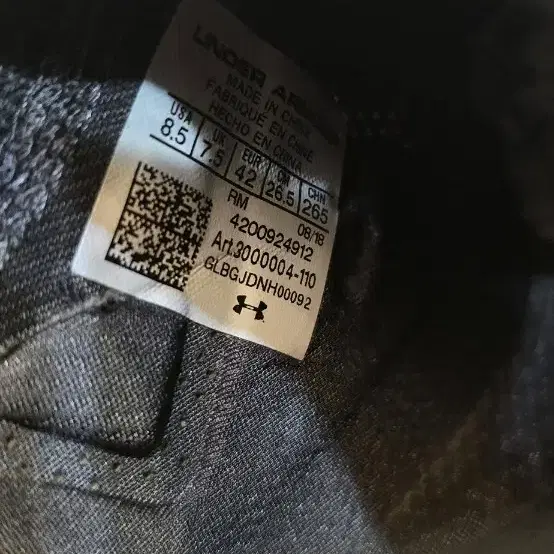 UNDER ARMOUR
MADE IN CHINA
FABRIQUÉ EN CHINE
HECHO EN CHINA
USA UK EUR CM CHN
8.5 7.5 42 26.5 265
RM 08/18
4200924912
Art.3000004-110
GLBGJDNH00092